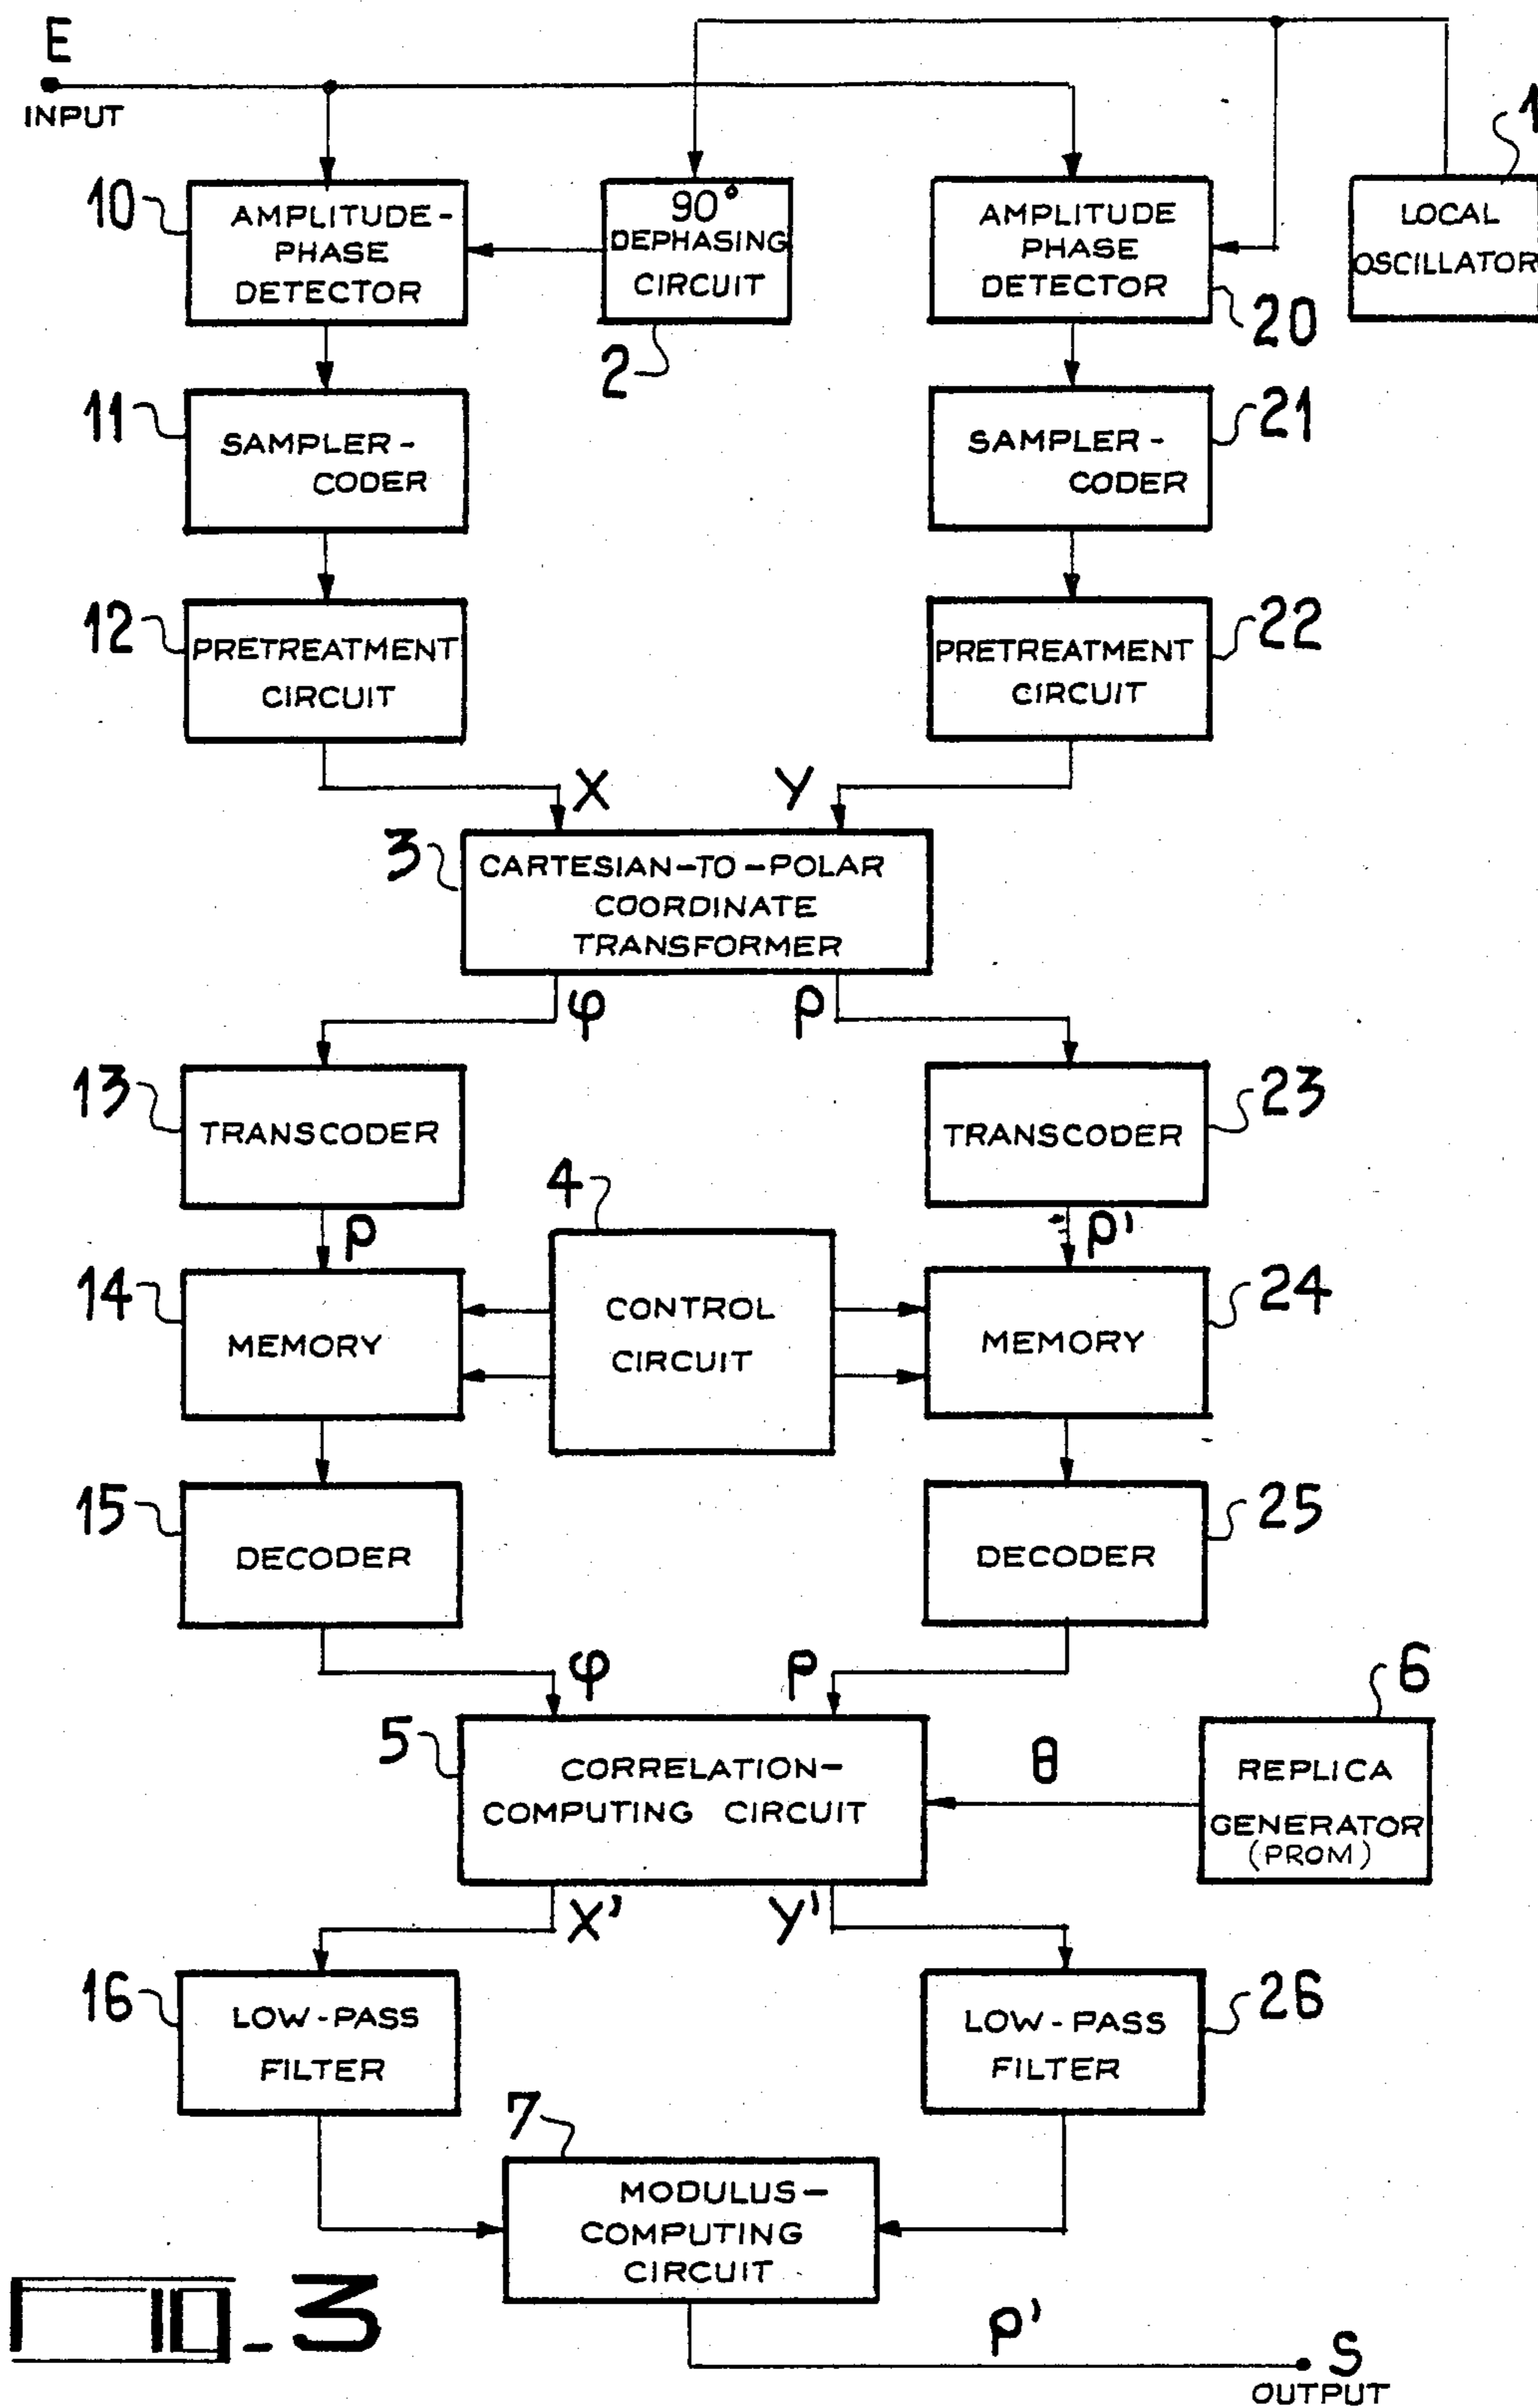 E
INPUT
1
10
AMPLITUDE-
PHASE
DETECTOR
90°
DEPHASING
CIRCUIT
2
AMPLITUDE
PHASE
DETECTOR
20
LOCAL
OSCILLATOR
11
SAMPLER-
CODER
21
SAMPLER-
CODER
12
PRETREATMENT
CIRCUIT
22
PRETREATMENT
CIRCUIT
X
Y
3
CARTESIAN-TO-POLAR
COORDINATE
TRANSFORMER
φ
ρ
13
TRANSCODER
23
TRANSCODER
ρ
ρ'
4
CONTROL
CIRCUIT
14
MEMORY
24
MEMORY
15
DECODER
25
DECODER
φ
ρ
5
CORRELATION-
COMPUTING CIRCUIT
θ
6
REPLICA
GENERATOR
(PROM)
X'
Y'
16
LOW-PASS
FILTER
26
LOW-PASS
FILTER
7
MODULUS-
COMPUTING
CIRCUIT
ρ'
S
OUTPUT
3